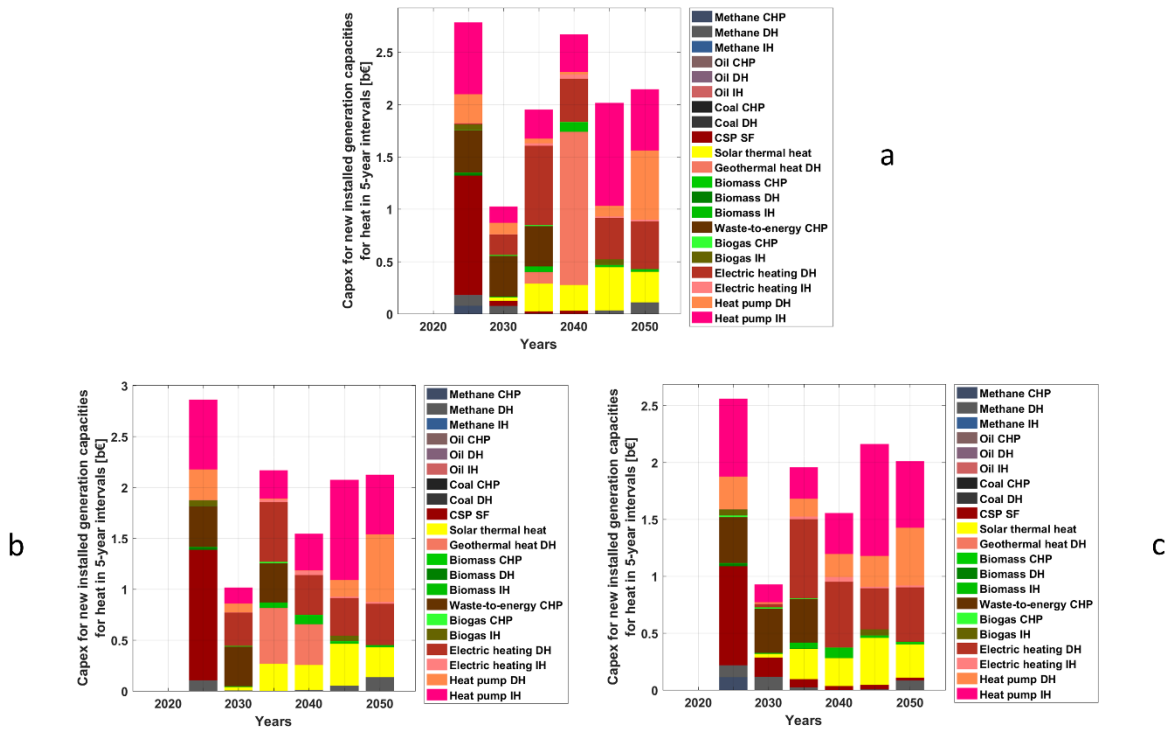 Capex for new installed generation capacities
for heat in 5-year intervals [b€]
2.5
2
1.5
1
0.5
0
2020
2030
2040
2050
Years
Methane CHP
Methane DH
Methane IH
Oil CHP
Oil DH
Oil IH
Coal CHP
Coal DH
CSP SF
Solar thermal heat
Geothermal heat DH
Biomass CHP
Biomass DH
Biomass IH
Waste-to-energy CHP
Biogas CHP
Biogas IH
Electric heating DH
Electric heating IH
Heat pump DH
Heat pump IH
a
b
Capex for new installed generation capacities
for heat in 5-year intervals [b€]
3
2.5
2
1.5
1
0.5
0
2020
2030
2040
2050
Years
Methane CHP
Methane DH
Methane IH
Oil CHP
Oil DH
Oil IH
Coal CHP
Coal DH
CSP SF
Solar thermal heat
Geothermal heat DH
Biomass CHP
Biomass DH
Biomass IH
Waste-to-energy CHP
Biogas CHP
Biogas IH
Electric heating DH
Electric heating IH
Heat pump DH
Heat pump IH
Capex for new installed generation capacities
for heat in 5-year intervals [b€]
2.5
2
1.5
1
0.5
0
2020
2030
2040
2050
Years
Methane CHP
Methane DH
Methane IH
Oil CHP
Oil DH
Oil IH
Coal CHP
Coal DH
CSP SF
Solar thermal heat
Geothermal heat DH
Biomass CHP
Biomass DH
Biomass IH
Waste-to-energy CHP
Biogas CHP
Biogas IH
Electric heating DH
Electric heating IH
Heat pump DH
Heat pump IH
c